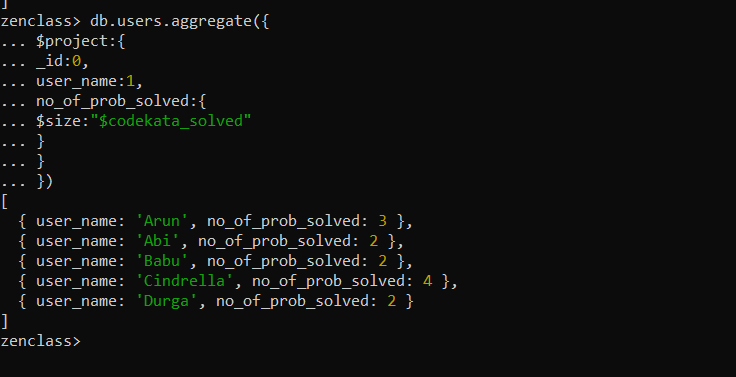 ]
zenclass> db.users.aggregate({
... $project:{
... _id:0,
... user_name:1,
... no_of_prob_solved:{
... $size:"$codekata_solved"
... }
... }
... })
[
  { user_name: 'Arun', no_of_prob_solved: 3 },
  { user_name: 'Abi', no_of_prob_solved: 2 },
  { user_name: 'Babu', no_of_prob_solved: 2 },
  { user_name: 'Cindrella', no_of_prob_solved: 4 },
  { user_name: 'Durga', no_of_prob_solved: 2 }
]
zenclass>